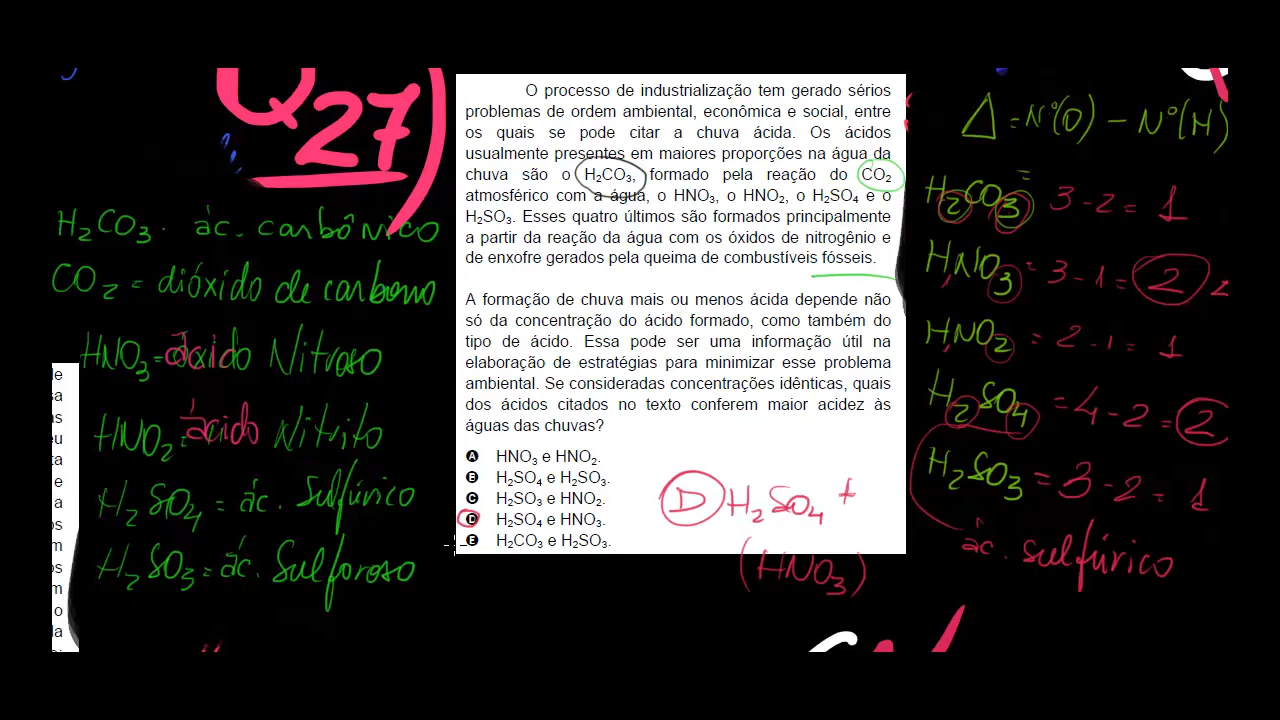 Q27)
O processo de industrialização tem gerado sérios
problemas de ordem ambiental, econômica e social, entre
os quais se pode citar a chuva ácida. Os ácidos
usualmente presentes em maiores proporções na água da
chuva são o H₂CO₃, formado pela reação do CO₂
atmosférico com a água, o HNO₃, o HNO₂, o H₂SO₄ e o
H₂SO₃. Esses quatro últimos são formados principalmente
a partir da reação da água com os óxidos de nitrogênio e
de enxofre gerados pela queima de combustíveis fósseis.
A formação de chuva mais ou menos ácida depende não
só da concentração do ácido formado, como também do
tipo de ácido. Essa pode ser uma informação útil na
elaboração de estratégias para minimizar esse problema
ambiental. Se consideradas concentrações idênticas, quais
dos ácidos citados no texto conferem maior acidez às
águas das chuvas?
A HNO₃ e HNO₂.
B H₂SO₄ e H₂SO₃.
C H₂SO₃ e HNO₂.
D H₂SO₄ e HNO₃.
E H₂CO₃ e H₂SO₃.
D H₂SO₄ +
(HNO₃)
H₂CO₃. ác. carbônico
CO₂ = dióxido de carbono
HNO₃ = ácido Nitroso
HNO₂ = ácido Nitrito
H₂SO₄ = ác. Sulfúrico
H₂SO₃ = ác. Sulforoso
Δ = Nº(O) - Nº(H)
H₂CO₃ = 3 - 2 = 1
HNO₃ = 3 - 1 = 2
HNO₂ = 2 - 1 = 1
H₂SO₄ = 4 - 2 = 2
H₂SO₃ = 3 - 2 = 1
ác. sulfúrico